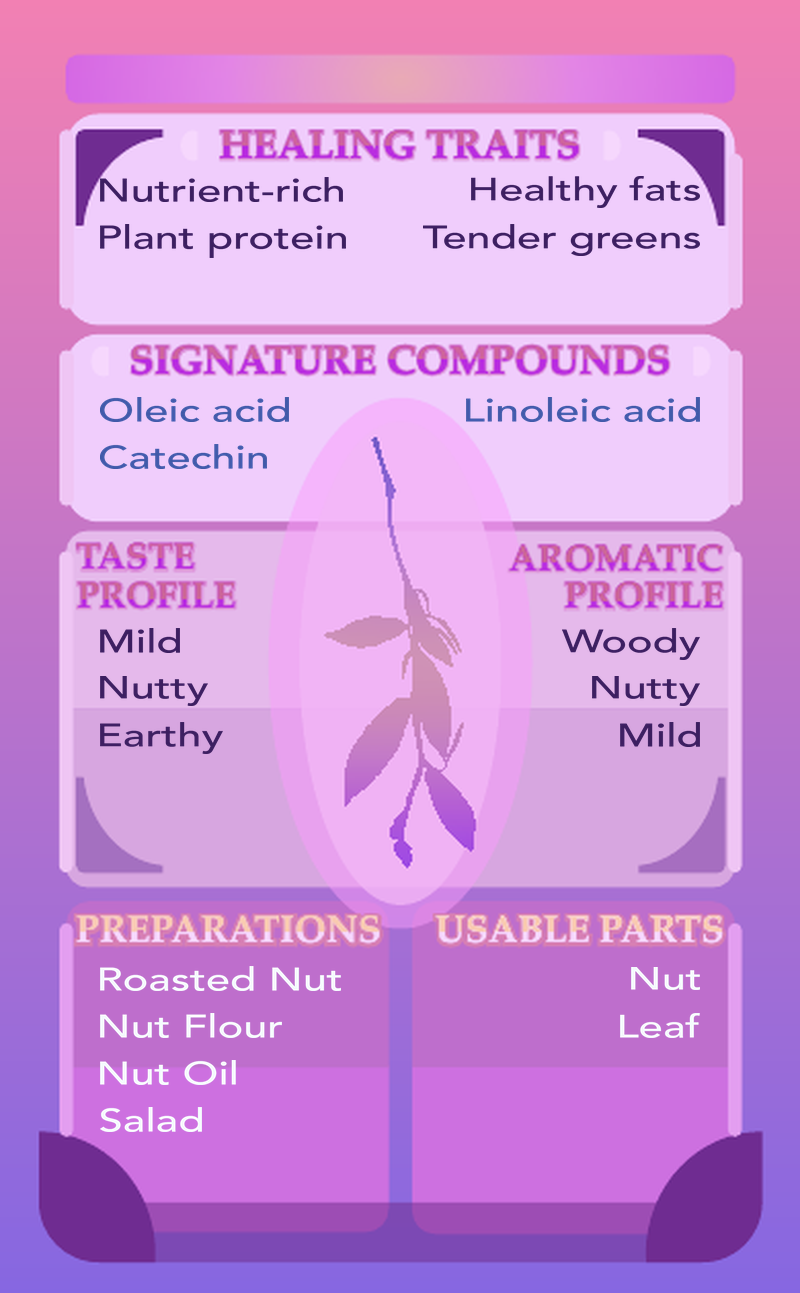 HEALING TRAITS
Nutrient-rich Healthy fats
Plant protein Tender greens
SIGNATURE COMPOUNDS
Oleic acid Linoleic acid
Catechin
TASTE
PROFILE
Mild
Nutty
Earthy
AROMATIC
PROFILE
Woody
Nutty
Mild
PREPARATIONS
Roasted Nut
Nut Flour
Nut Oil
Salad
USABLE PARTS
Nut
Leaf